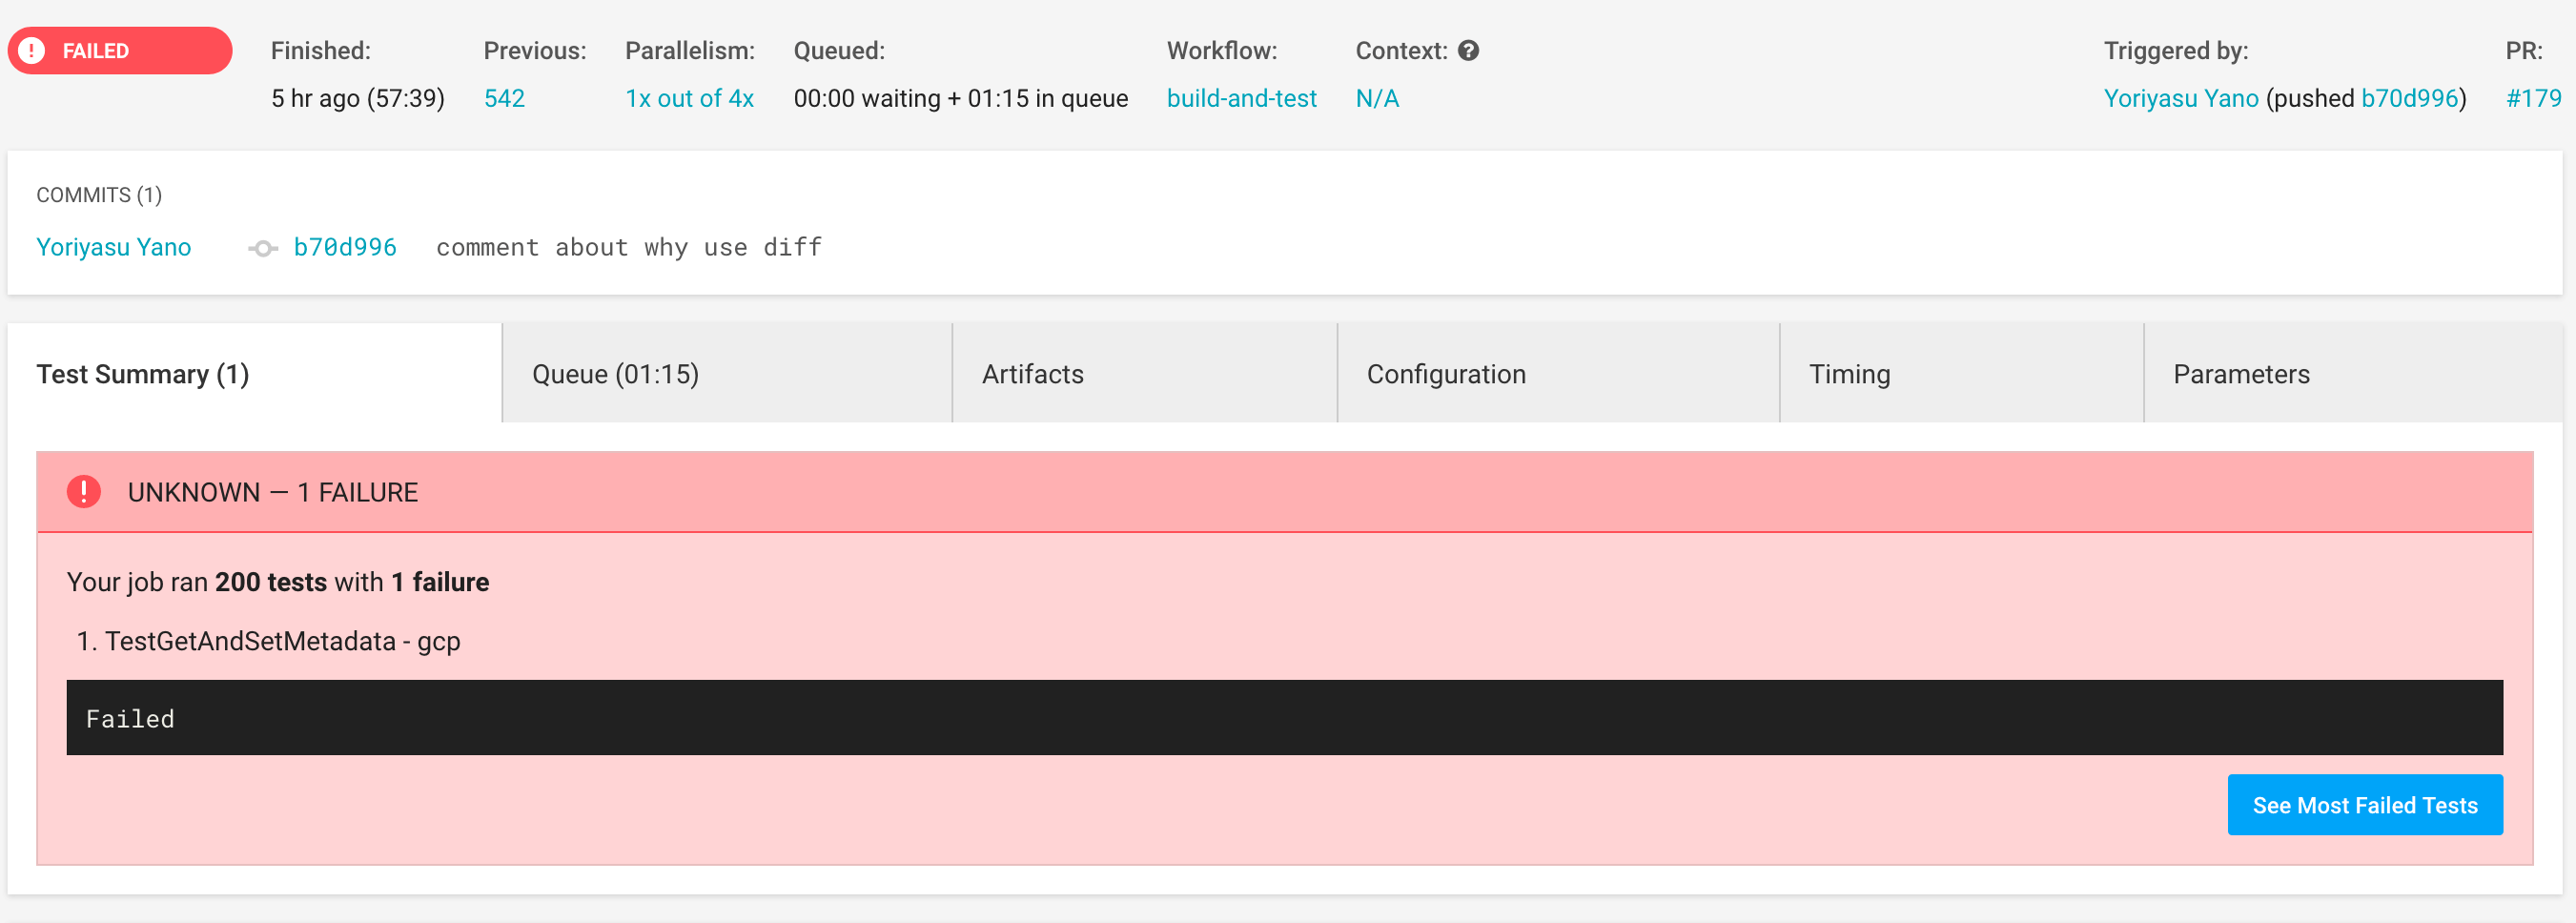 FAILED
Finished: Previous: Parallelism: Queued: Workflow: Context: Triggered by: PR:
5 hr ago (57:39) 542 1x out of 4x 00:00 waiting + 01:15 in queue build-and-test N/A Yoriyasu Yano (pushed b70d996) #179
COMMITS (1)
Yoriyasu Yano b70d996 comment about why use diff
Test Summary (1) Queue (01:15) Artifacts Configuration Timing Parameters
UNKNOWN — 1 FAILURE
Your job ran 200 tests with 1 failure
1. TestGetAndSetMetadata - gcp
Failed
See Most Failed Tests